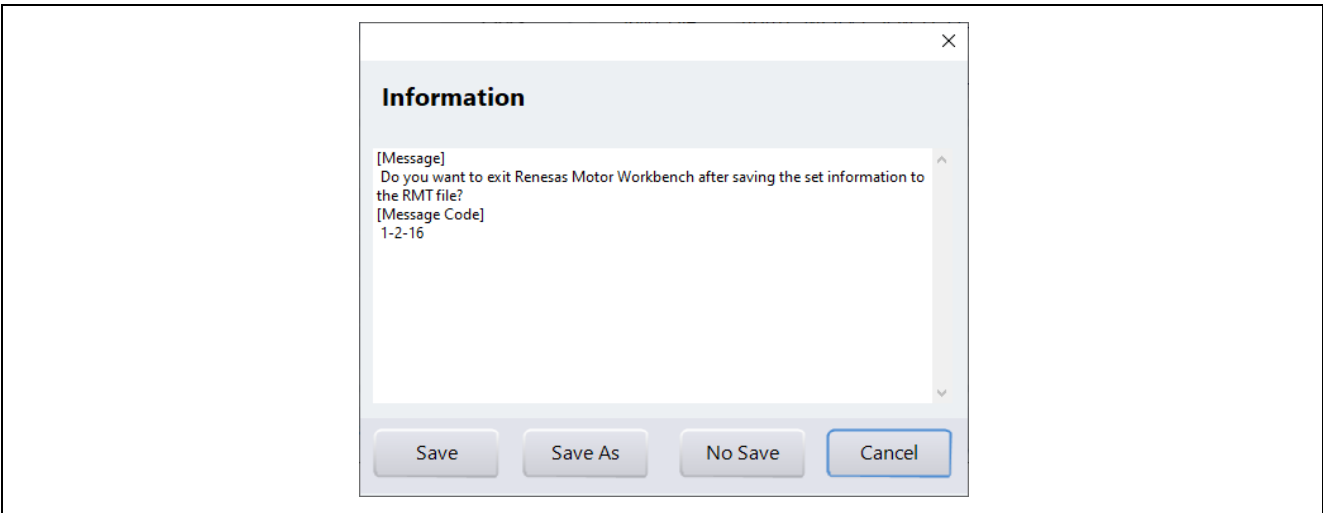 Information
[Message]
Do you want to exit Renesas Motor Workbench after saving the set information to
the RMT file?
[Message Code]
1-2-16
Save
Save As
No Save
Cancel